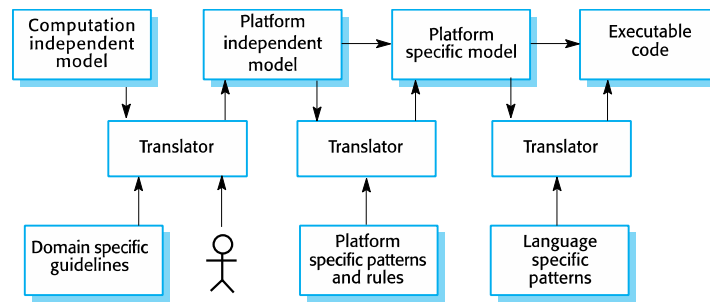 Computation
independent
model
Platform
independent
model
Platform
specific model
Executable
code
Translator
Translator
Translator
Domain specific
guidelines
Platform
specific patterns
and rules
Language
specific
patterns